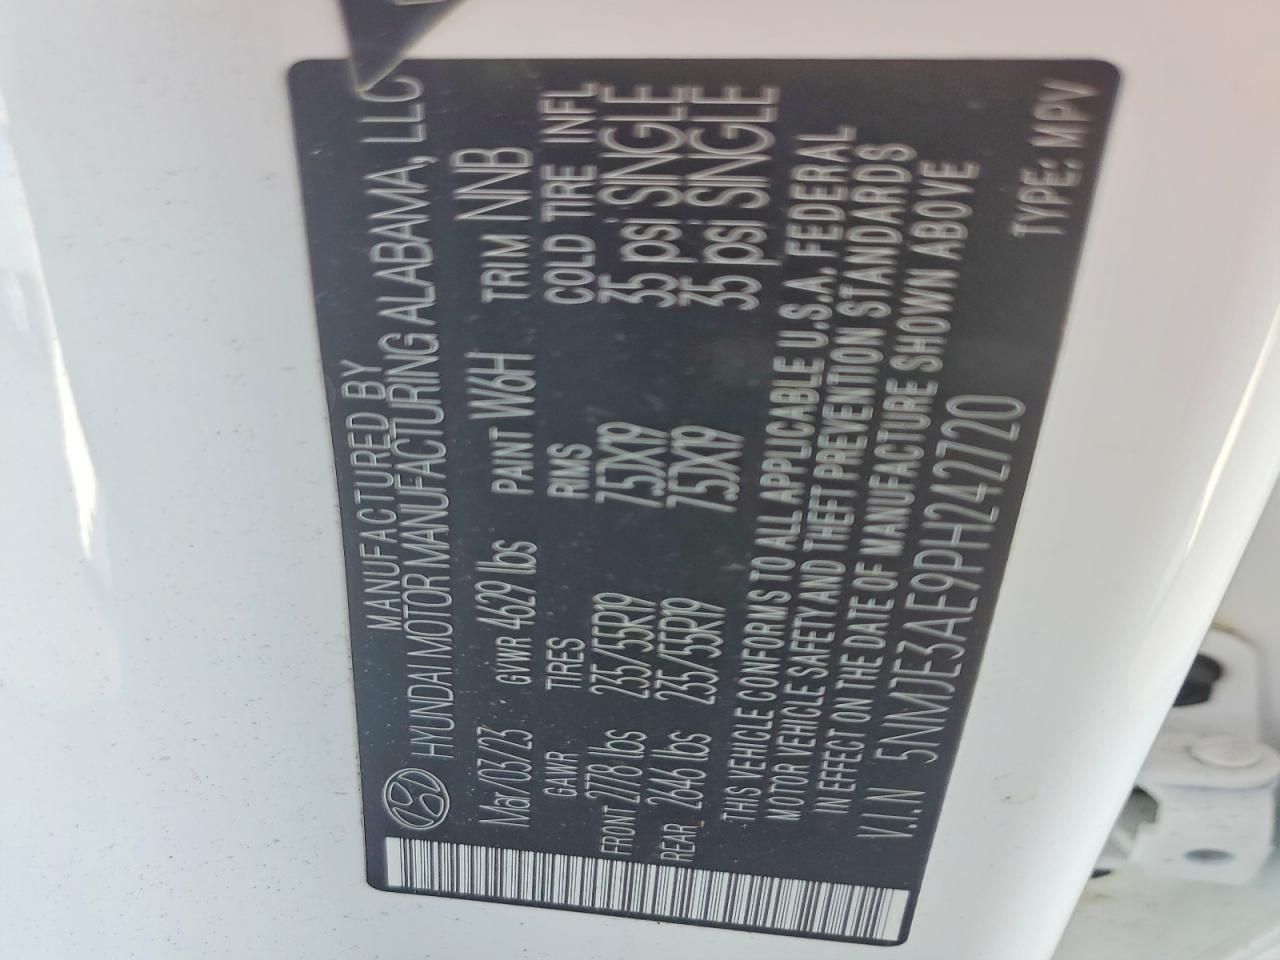 MANUFACTURED BY
HYUNDAI MOTOR MANUFACTURING ALABAMA, LLC
Mar/03/23 GVWR 4629 lbs PAINT W6H TRIM NNB
GAWR TIRES RIMS COLD TIRE INFL
FRONT 2778 lbs 235/55R19 7.5JX19 35 psi SINGLE
REAR 2646 lbs 235/55R19 7.5JX19 35 psi SINGLE
THIS VEHICLE CONFORMS TO ALL APPLICABLE U.S.A. FEDERAL
MOTOR VEHICLE SAFETY,AND THEFT PREVENTION STANDARDS
IN EFFECT ON THE DATE OF MANUFACTURE SHOWN ABOVE
V.I.N 5NMJE3AE9PH242720 TYPE: MPV